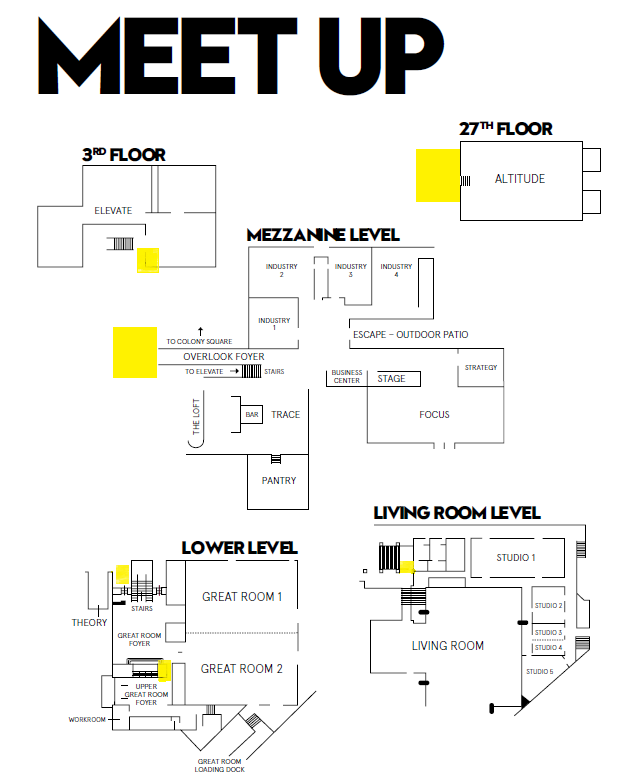 MEET UP
27TH FLOOR
ALTITUDE
3RD FLOOR
ELEVATE
MEZZANINE LEVEL
INDUSTRY
2
INDUSTRY
3
INDUSTRY
4
INDUSTRY
1
TO COLONY SQUARE
OVERLOOK FOYER
TO ELEVATE
STAIRS
ESCAPE – OUTDOOR PATIO
STRATEGY
BUSINESS
CENTER
STAGE
FOCUS
THE LOFT
BAR
TRACE
PANTRY
LIVING ROOM LEVEL
STUDIO 1
STUDIO 2
STUDIO 3
STUDIO 4
STUDIO 5
LIVING ROOM
LOWER LEVEL
GREAT ROOM 1
STAIRS
THEORY
GREAT ROOM
FOYER
GREAT ROOM 2
UPPER
GREAT ROOM
FOYER
WORKROOM
GREAT ROOM
LOADING DOCK